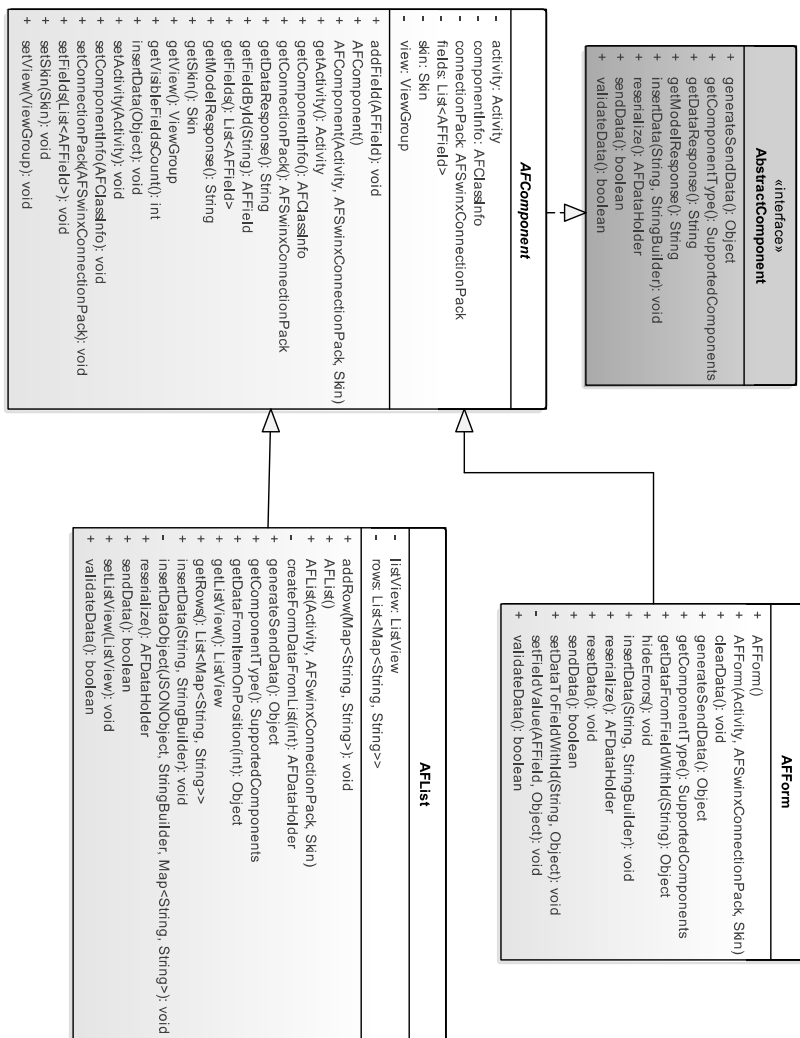 «interface»
AbstractComponent
+ generateSendData(): Object
+ getComponentType(): SupportedComponents
+ getDataResponse(): String
+ getModelResponse(): String
+ insertData(String, StringBuilder): void
+ reserialize(): AFDataHolder
+ sendData(): boolean
+ validateData(): boolean
AFComponent
- activity: Activity
- componentInfo: AFClassInfo
- connectionPack: AFSwinxConnectionPack
- fields: List<AFField>
- skin: Skin
- view: ViewGroup
+ addField(AFField): void
+ AFComponent()
+ AFComponent(Activity, AFSwinxConnectionPack, Skin)
+ getActivity(): Activity
+ getComponentInfo(): AFClassInfo
+ getConnectionPack(): AFSwinxConnectionPack
+ getDataResponse(): String
+ getFieldById(String): AFField
+ getFields(): List<AFField>
+ getModelResponse(): String
+ getSkin(): Skin
+ getView(): ViewGroup
+ getVisibleFieldsCount(): int
+ insertData(Object): void
+ setActivity(Activity): void
+ setComponentInfo(AFClassInfo): void
+ setConnectionPack(AFSwinxConnectionPack): void
+ setFields(List<AFField>): void
+ setSkin(Skin): void
+ setView(ViewGroup): void
AFForm
+ AFForm()
+ AFForm(Activity, AFSwinxConnectionPack, Skin)
+ clearData(): void
+ generateSendData(): Object
+ getComponentType(): SupportedComponents
+ getDataFromFieldWithId(String): Object
+ hideErrors(): void
+ insertData(String, StringBuilder): void
+ reserialize(): AFDataHolder
+ resetData(): void
+ sendData(): boolean
+ setDataToFieldWithId(String, Object): void
- setFieldValue(AFField, Object): void
+ validateData(): boolean
AFList
- listView: ListView
- rows: List<Map<String, String>>
+ addRow(Map<String, String>): void
+ AFList()
+ AFList(Activity, AFSwinxConnectionPack, Skin)
- createFormDataFromList(int): AFDataHolder
+ generateSendData(): Object
+ getComponentType(): SupportedComponents
+ getDataFromItemOnPosition(int): Object
+ getListView(): ListView
+ getRows(): List<Map<String, String>>
+ insertData(String, StringBuilder): void
- insertDataObject(JSONObject, StringBuilder, Map<String, String>): void
+ reserialize(): AFDataHolder
+ sendData(): boolean
+ setListView(ListView): void
+ validateData(): boolean